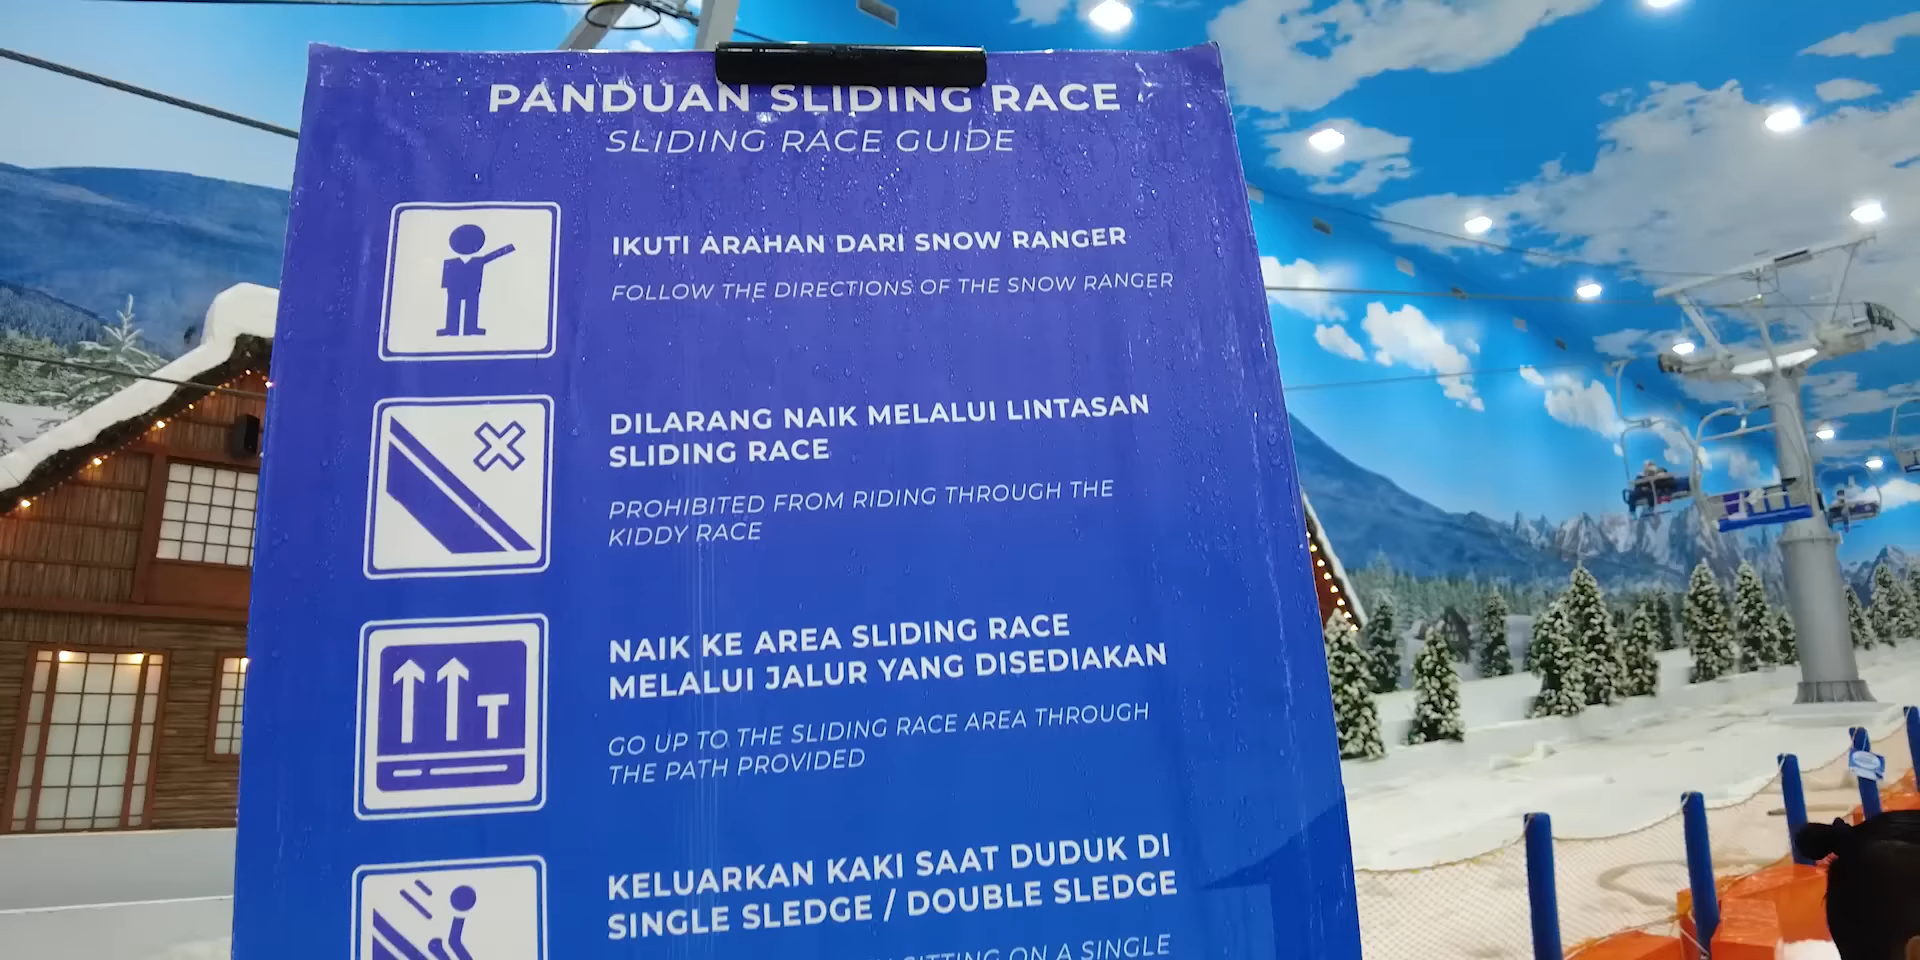 PANDUAN SLIDING RACE
SLIDING RACE GUIDE
IKUTI ARAHAN DARI SNOW RANGER
FOLLOW THE DIRECTIONS OF THE SNOW RANGER
DILARANG NAIK MELALUI LINTASAN
SLIDING RACE
PROHIBITED FROM RIDING THROUGH THE
KIDDY RACE
T
NAIK KE AREA SLIDING RACE
MELALUI JALUR YANG DISEDIAKAN
GO UP TO THE SLIDING RACE AREA THROUGH
THE PATH PROVIDED
KELUARKAN KAKI SAAT DUDUK DI
SINGLE SLEDGE / DOUBLE SLEDGE
SITTING ON A SINGLE